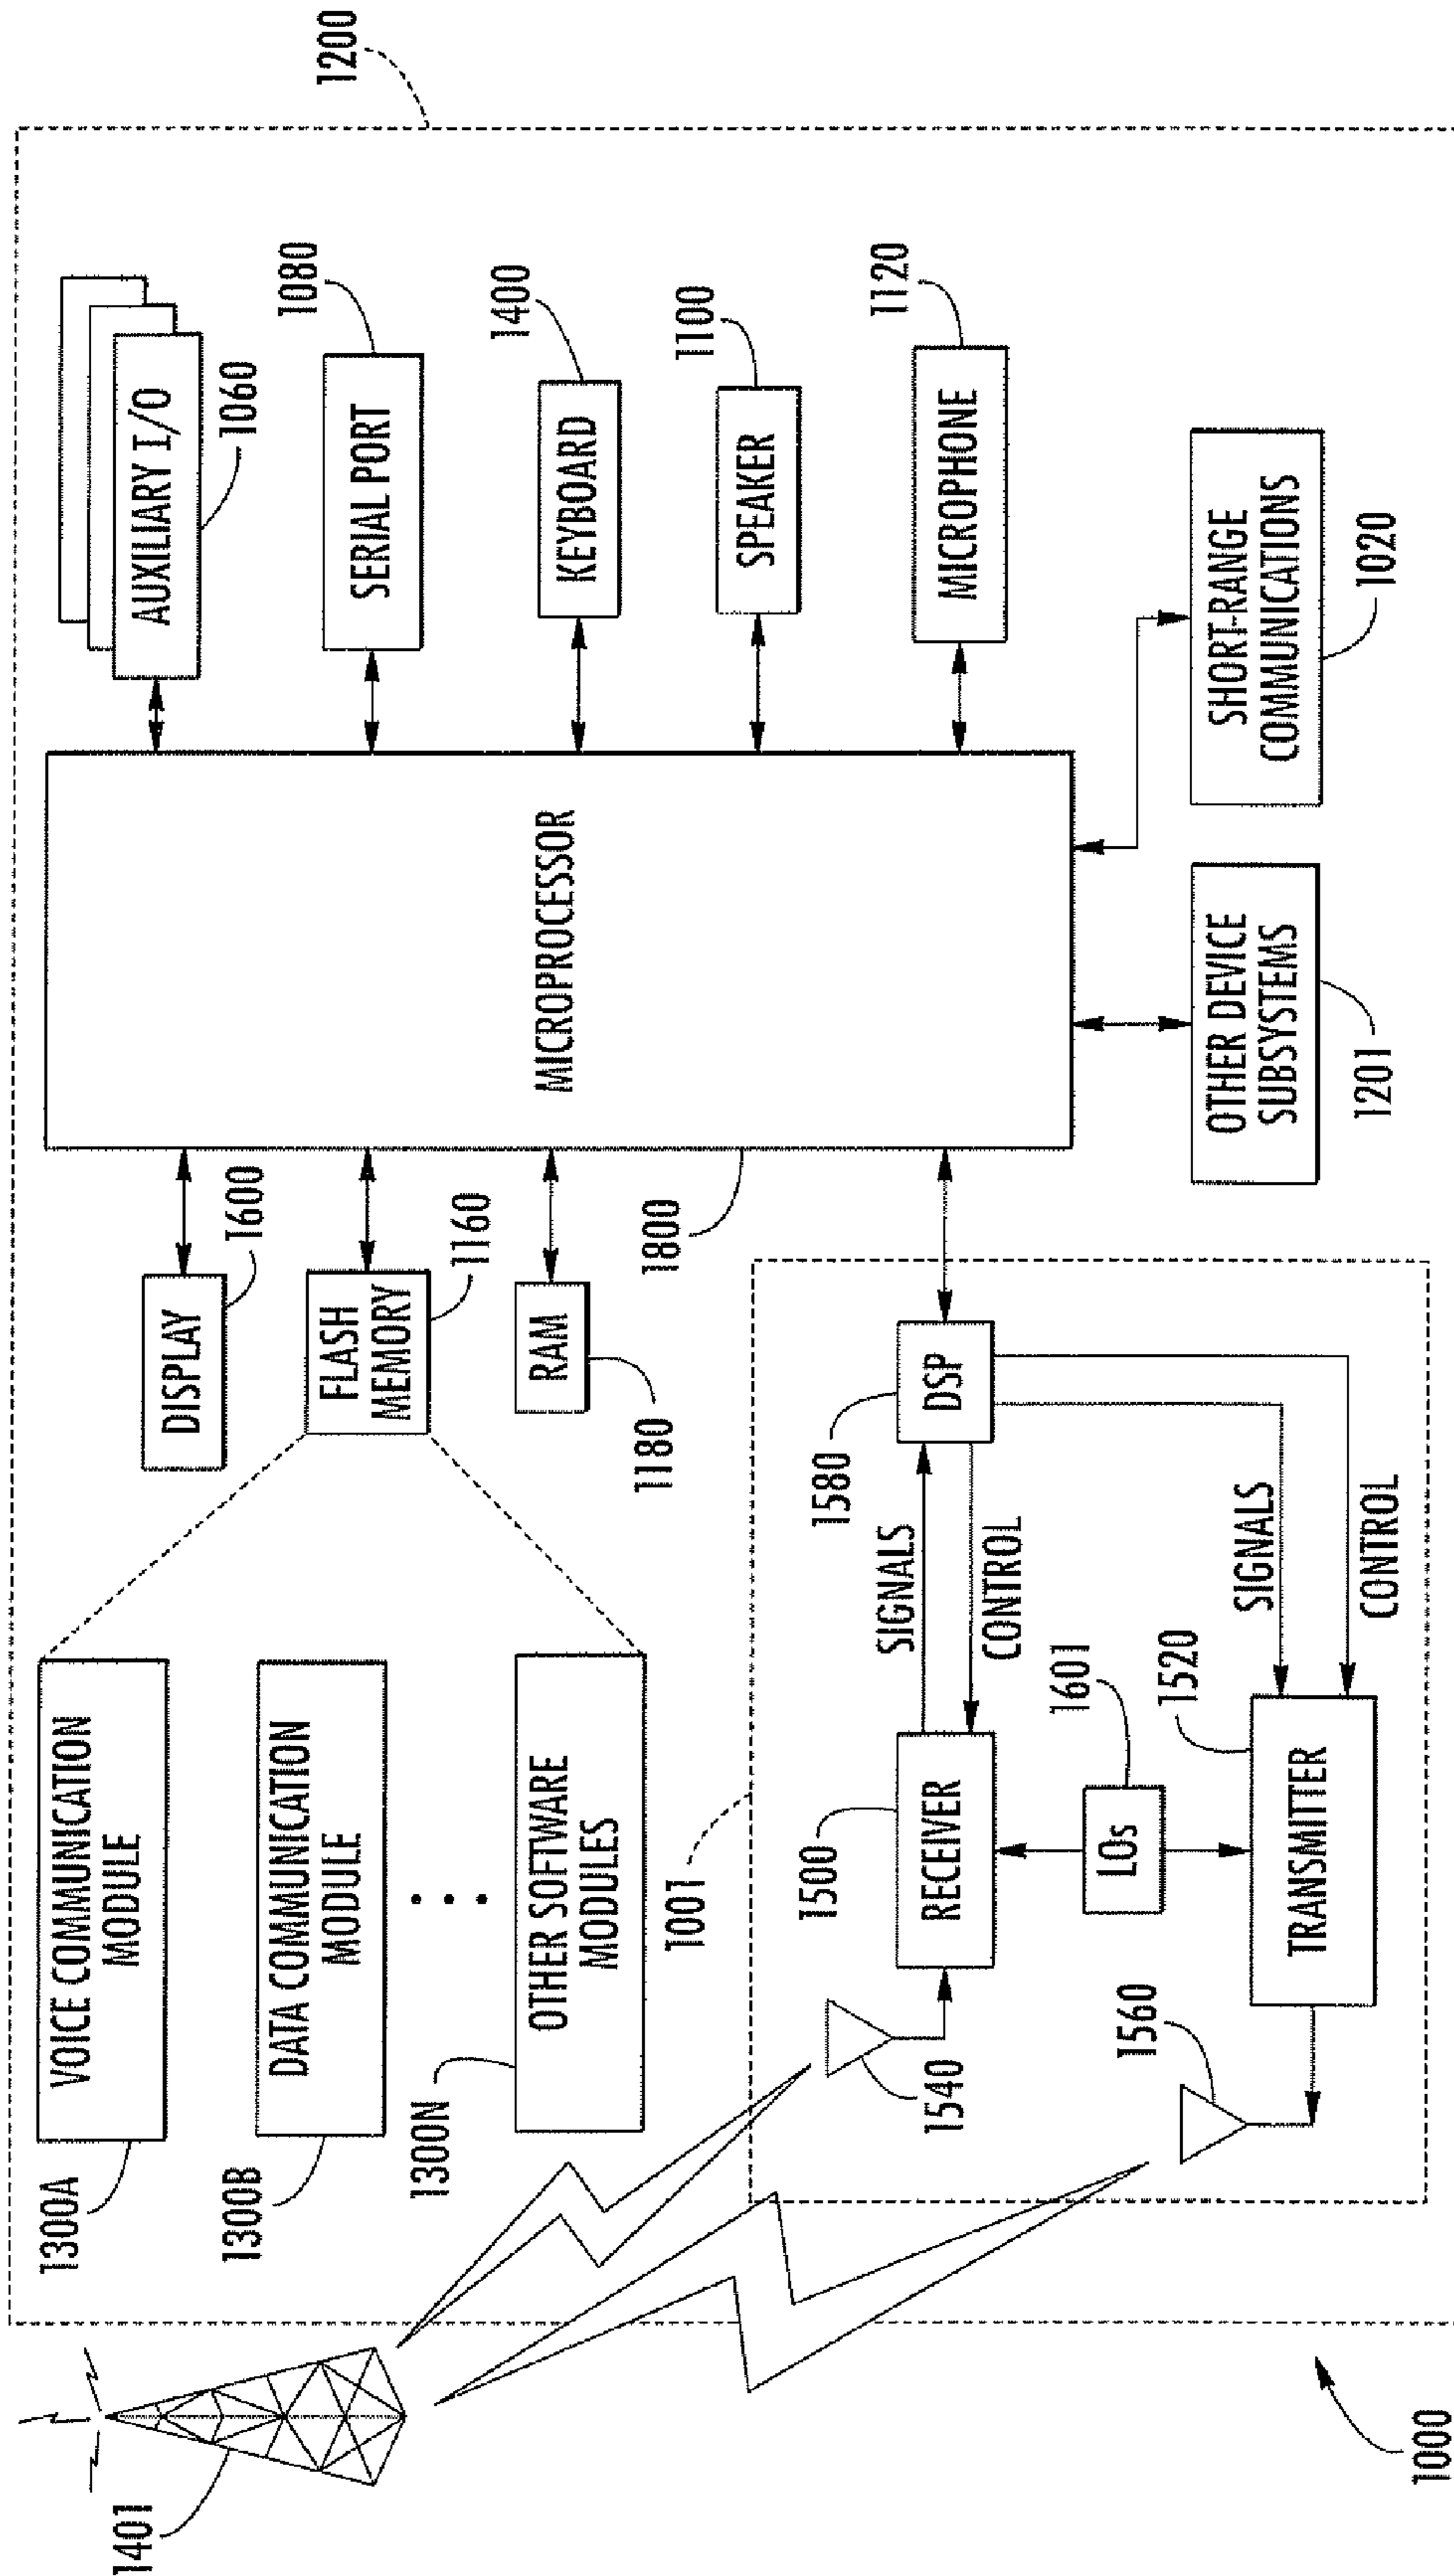 1200
AUXILIARY I/O
1060
SERIAL PORT
1080
KEYBOARD
1400
SPEAKER
1100
MICROPHONE
1120
SHORT-RANGE
COMMUNICATIONS
1020
OTHER DEVICE
SUBSYSTEMS
1201
MICROPROCESSOR
1800
DISPLAY
1600
FLASH
MEMORY
1160
RAM
1180
VOICE COMMUNICATION
MODULE
1300A
DATA COMMUNICATION
MODULE
1300B
OTHER SOFTWARE
MODULES
1300N
1001
DSP
1580
SIGNALS
CONTROL
SIGNALS
CONTROL
RECEIVER
1500
LOs
1601
TRANSMITTER
1520
1540
1560
1401
1000